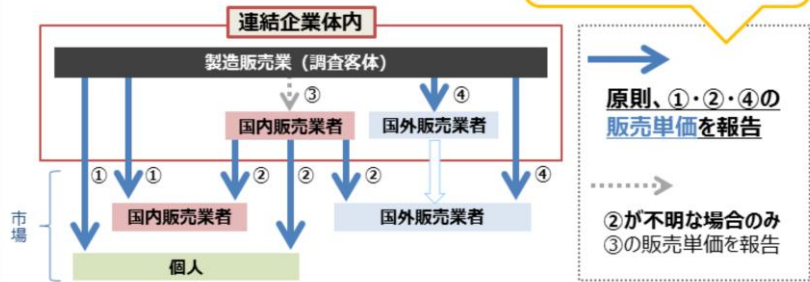 連結企業体内
製造販売業（調査客体）
③
④
国内販売業者
国外販売業者
①
①
②
②
②
④
市場
国内販売業者
国外販売業者
個人
原則、①・②・④の
販売単価を報告
②が不明な場合のみ
③の販売単価を報告